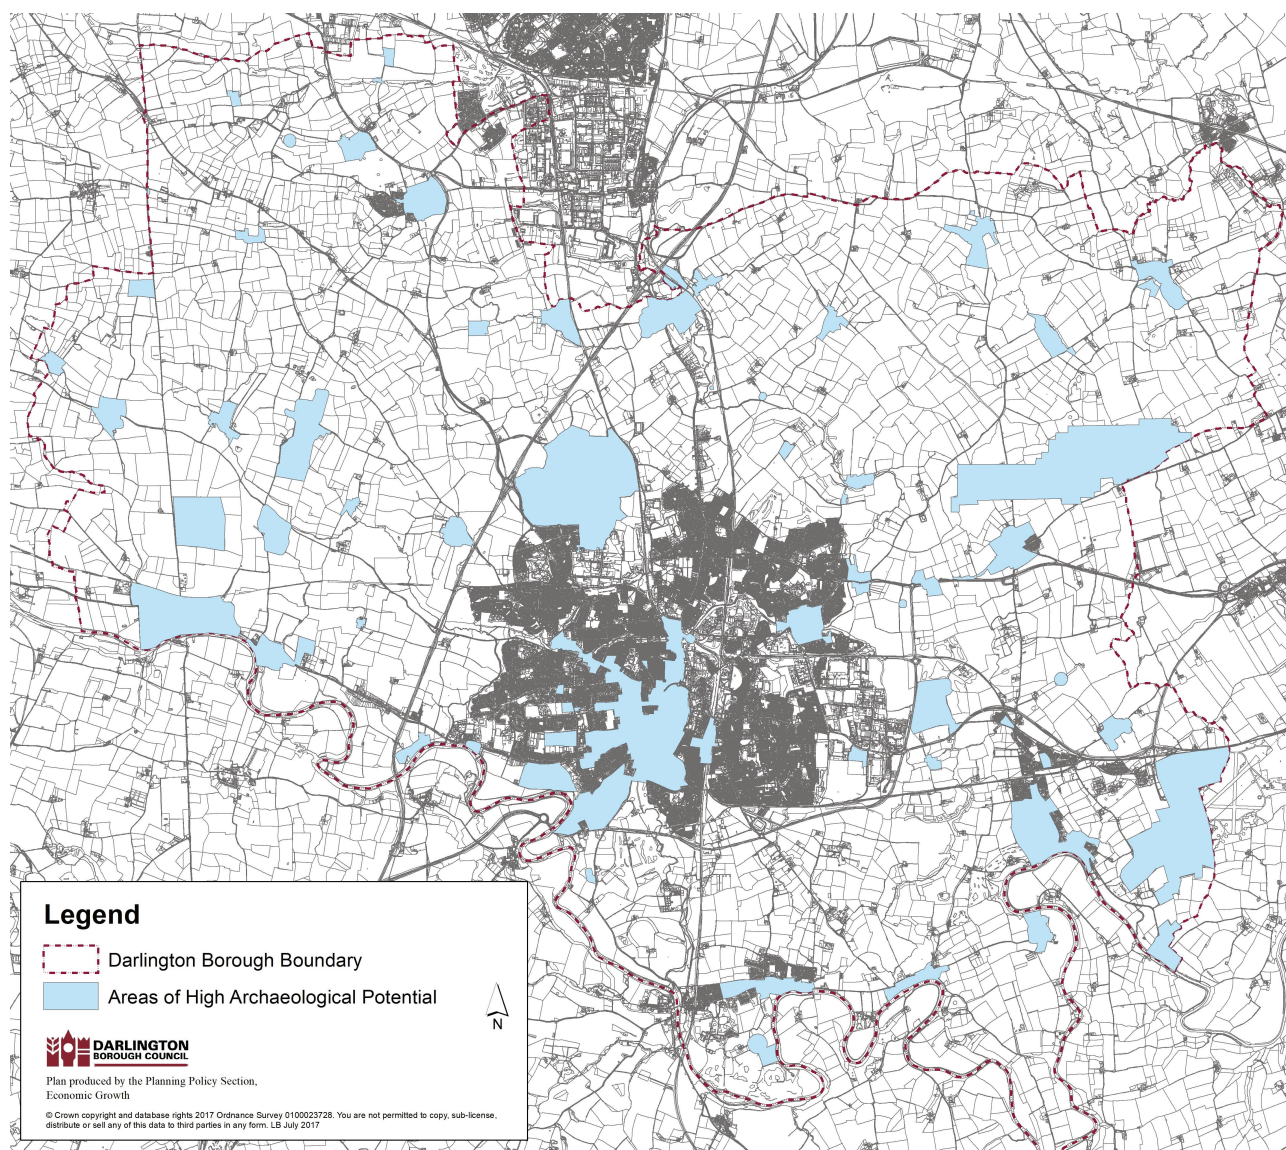 Legend
Darlington Borough Boundary
Areas of High Archaeological Potential
N
DARLINGTON
BOROUGH COUNCIL
Plan produced by the Planning Policy Section,
Economic Growth
© Crown copyright and database rights 2017 Ordnance Survey 0100023728. You are not permitted to copy, sub-license,
distribute or sell any of this data to third parties in any form. LB July 2017